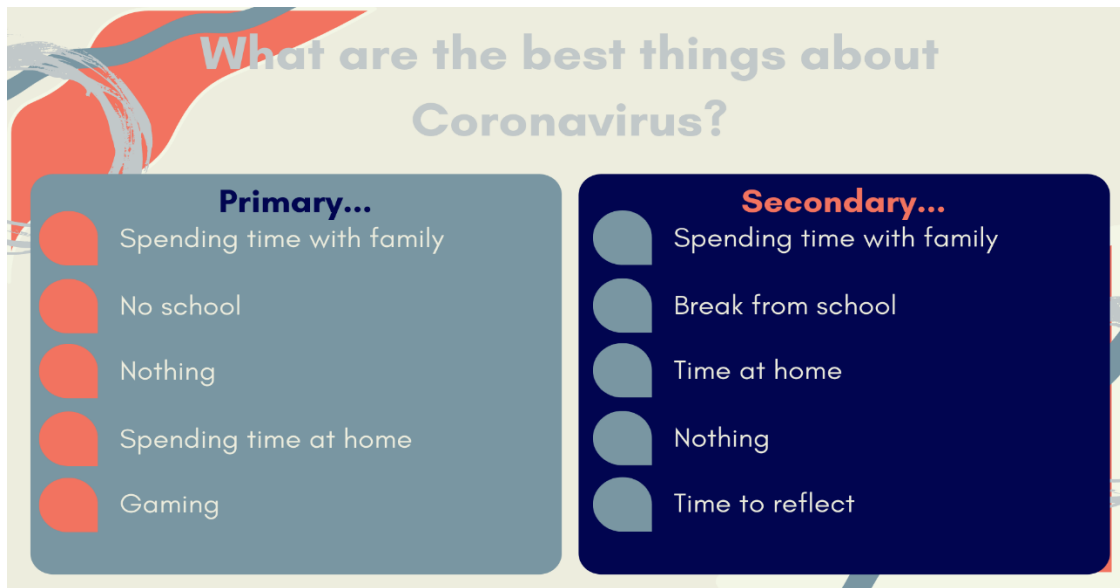 What are the best things about
Coronavirus?
Primary...
Spending time with family
No school
Nothing
Spending time at home
Gaming
Secondary...
Spending time with family
Break from school
Time at home
Nothing
Time to reflect